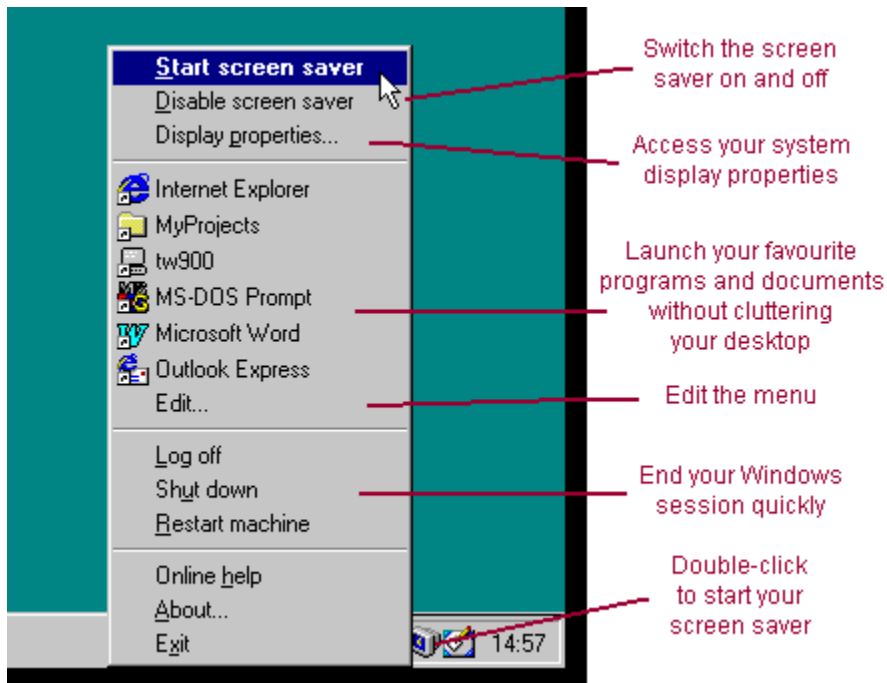 Start screen saver
Disable screen saver
Display properties...
Internet Explorer
MyProjects
tw900
MS-DOS Prompt
Microsoft Word
Outlook Express
Edit...
Log off
Shut down
Restart machine
Online help
About...
Exit
14:57
Switch the screen
saver on and off
Access your system
display properties
Launch your favourite
programs and documents
without cluttering
your desktop
Edit the menu
End your Windows
session quickly
Double-click
to start your
screen saver